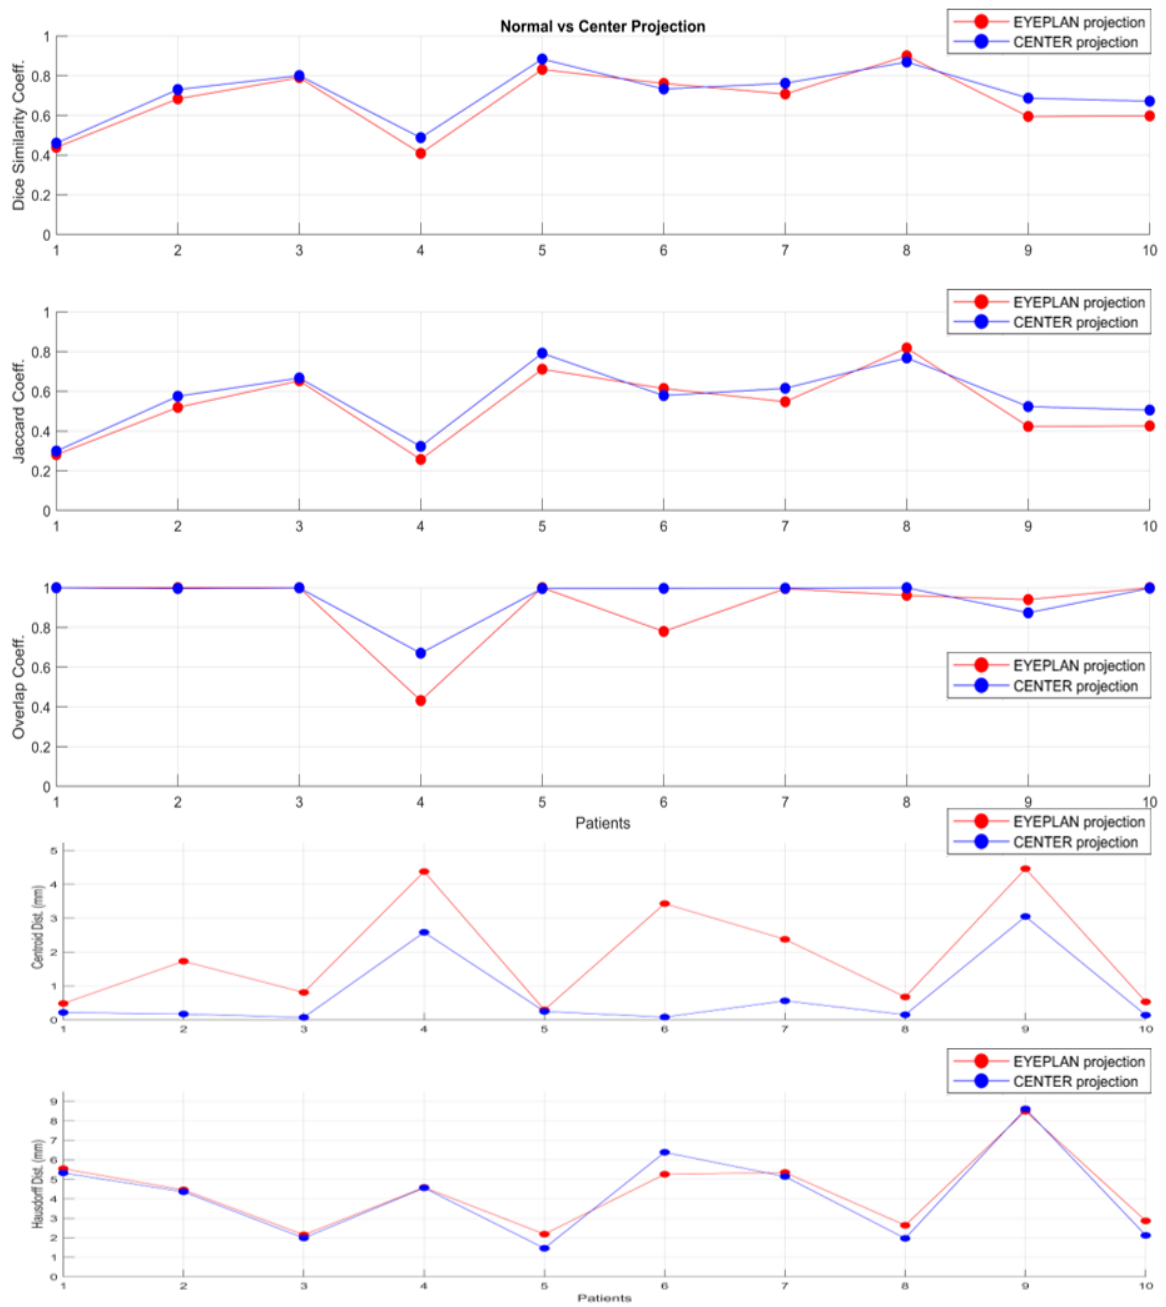 Normal vs Center Projection
EYEPLAN projection
CENTER projection
Dice Similarity Coeff.
1
0.8
0.6
0.4
0.2
0
1 2 3 4 5 6 7 8 9 10
EYEPLAN projection
CENTER projection
Jaccard Coeff.
1
0.8
0.6
0.4
0.2
0
1 2 3 4 5 6 7 8 9 10
Overlap Coeff.
1
0.8
0.6
0.4
0.2
0
EYEPLAN projection
CENTER projection
1 2 3 4 5 6 7 8 9 10
Patients
EYEPLAN projection
CENTER projection
Centroid Dist. (mm)
5
4
3
2
1
0
1 2 3 4 5 6 7 8 9 10
EYEPLAN projection
CENTER projection
Hausdorff Dist. (mm)
9
8
7
6
5
4
3
2
1
0
1 2 3 4 5 6 7 8 9 10
Patients